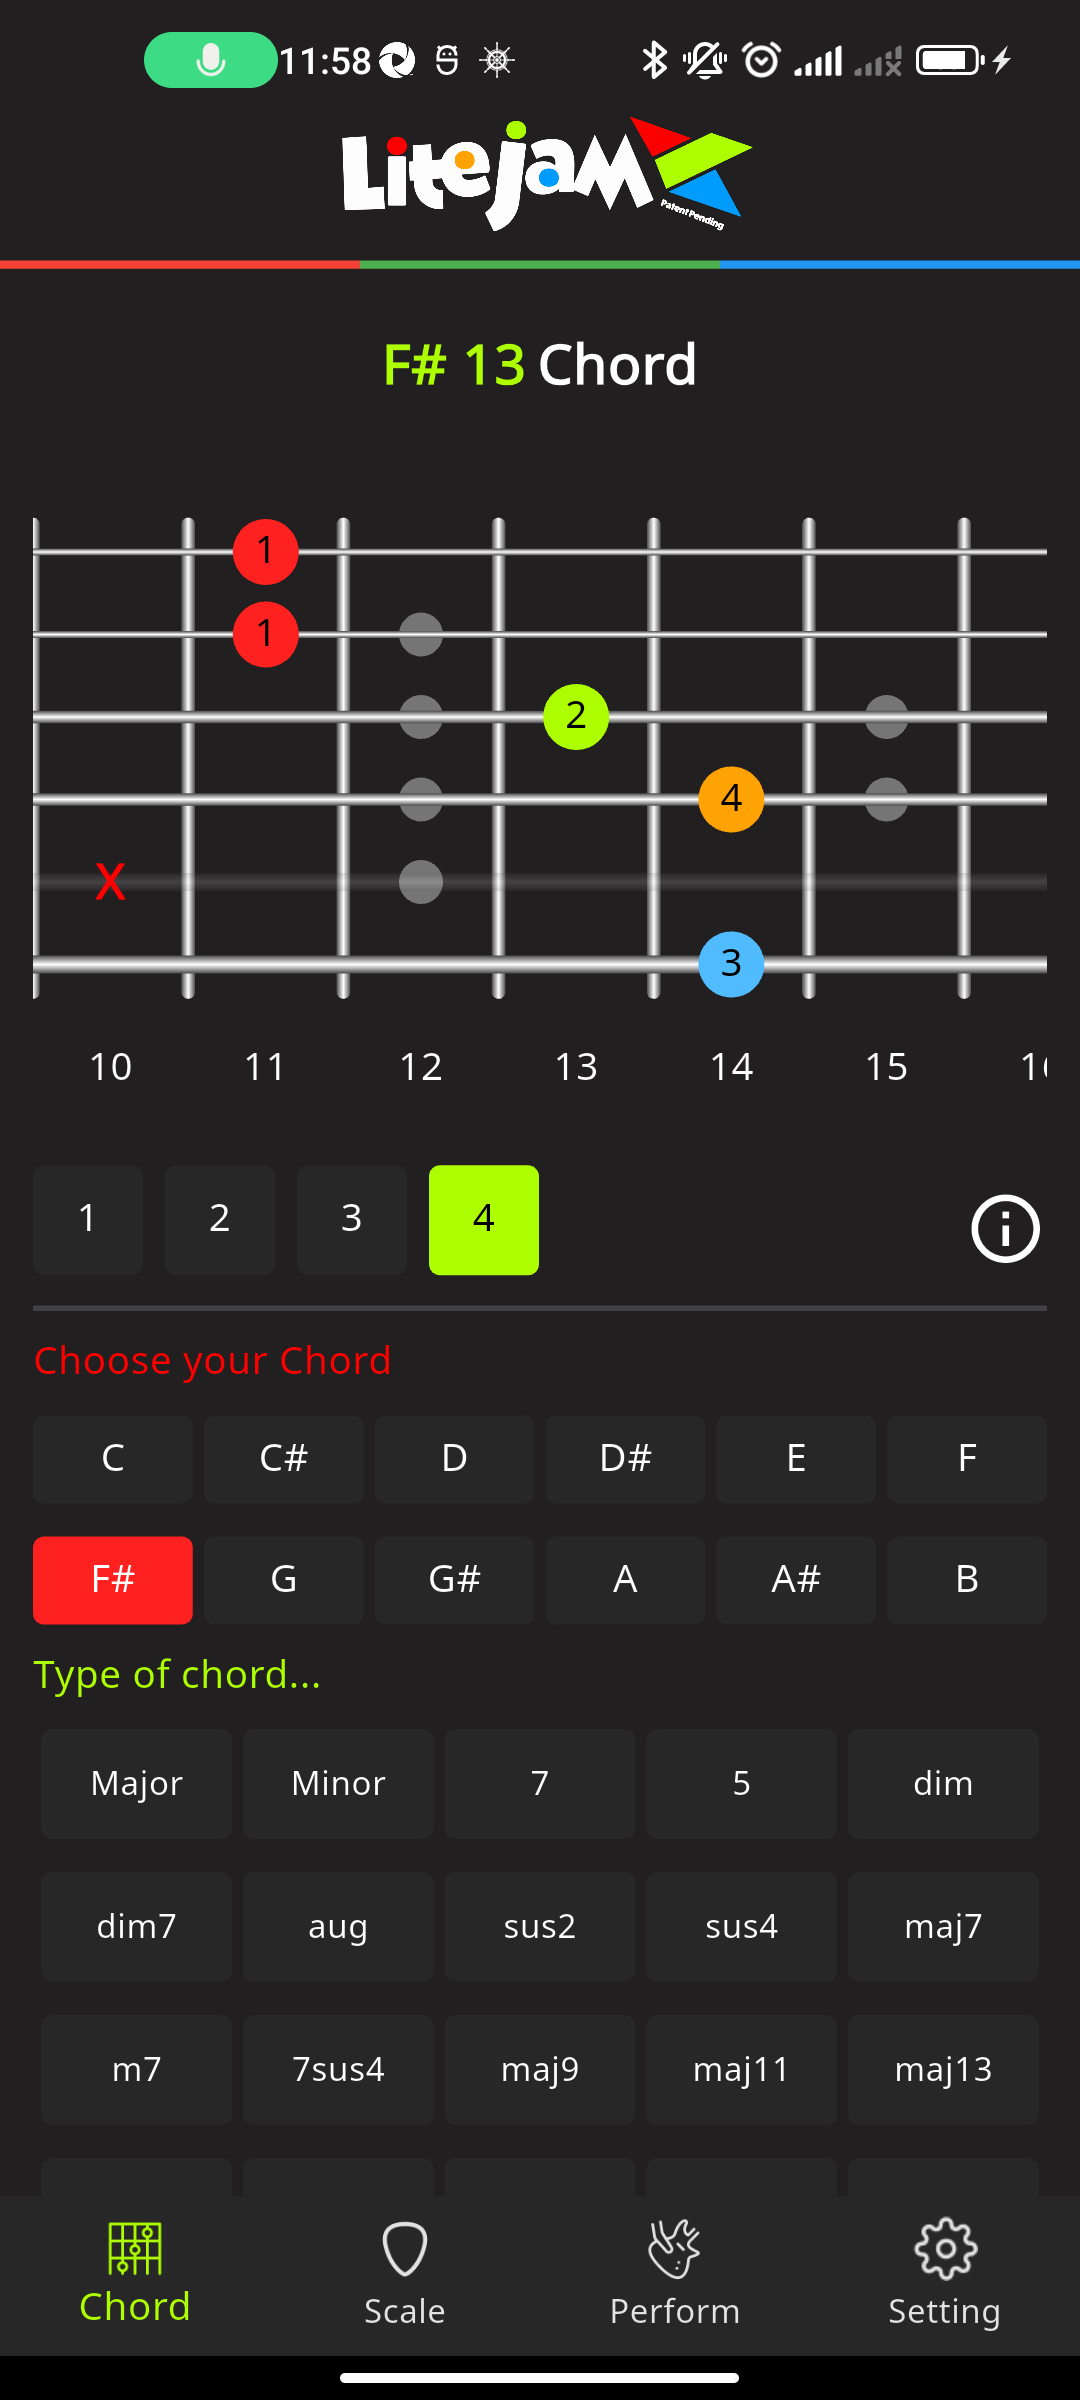 11:58
Litejam
Patent Pending
F# 13 Chord
1
1
2
4
X
3
10 11 12 13 14 15
1 2 3 4
Choose your Chord
C C# D D# E F
F# G G# A A# B
Type of chord...
Major Minor 7 5 dim
dim7 aug sus2 sus4 maj7
m7 7sus4 maj9 maj11 maj13
Chord Scale Perform Setting